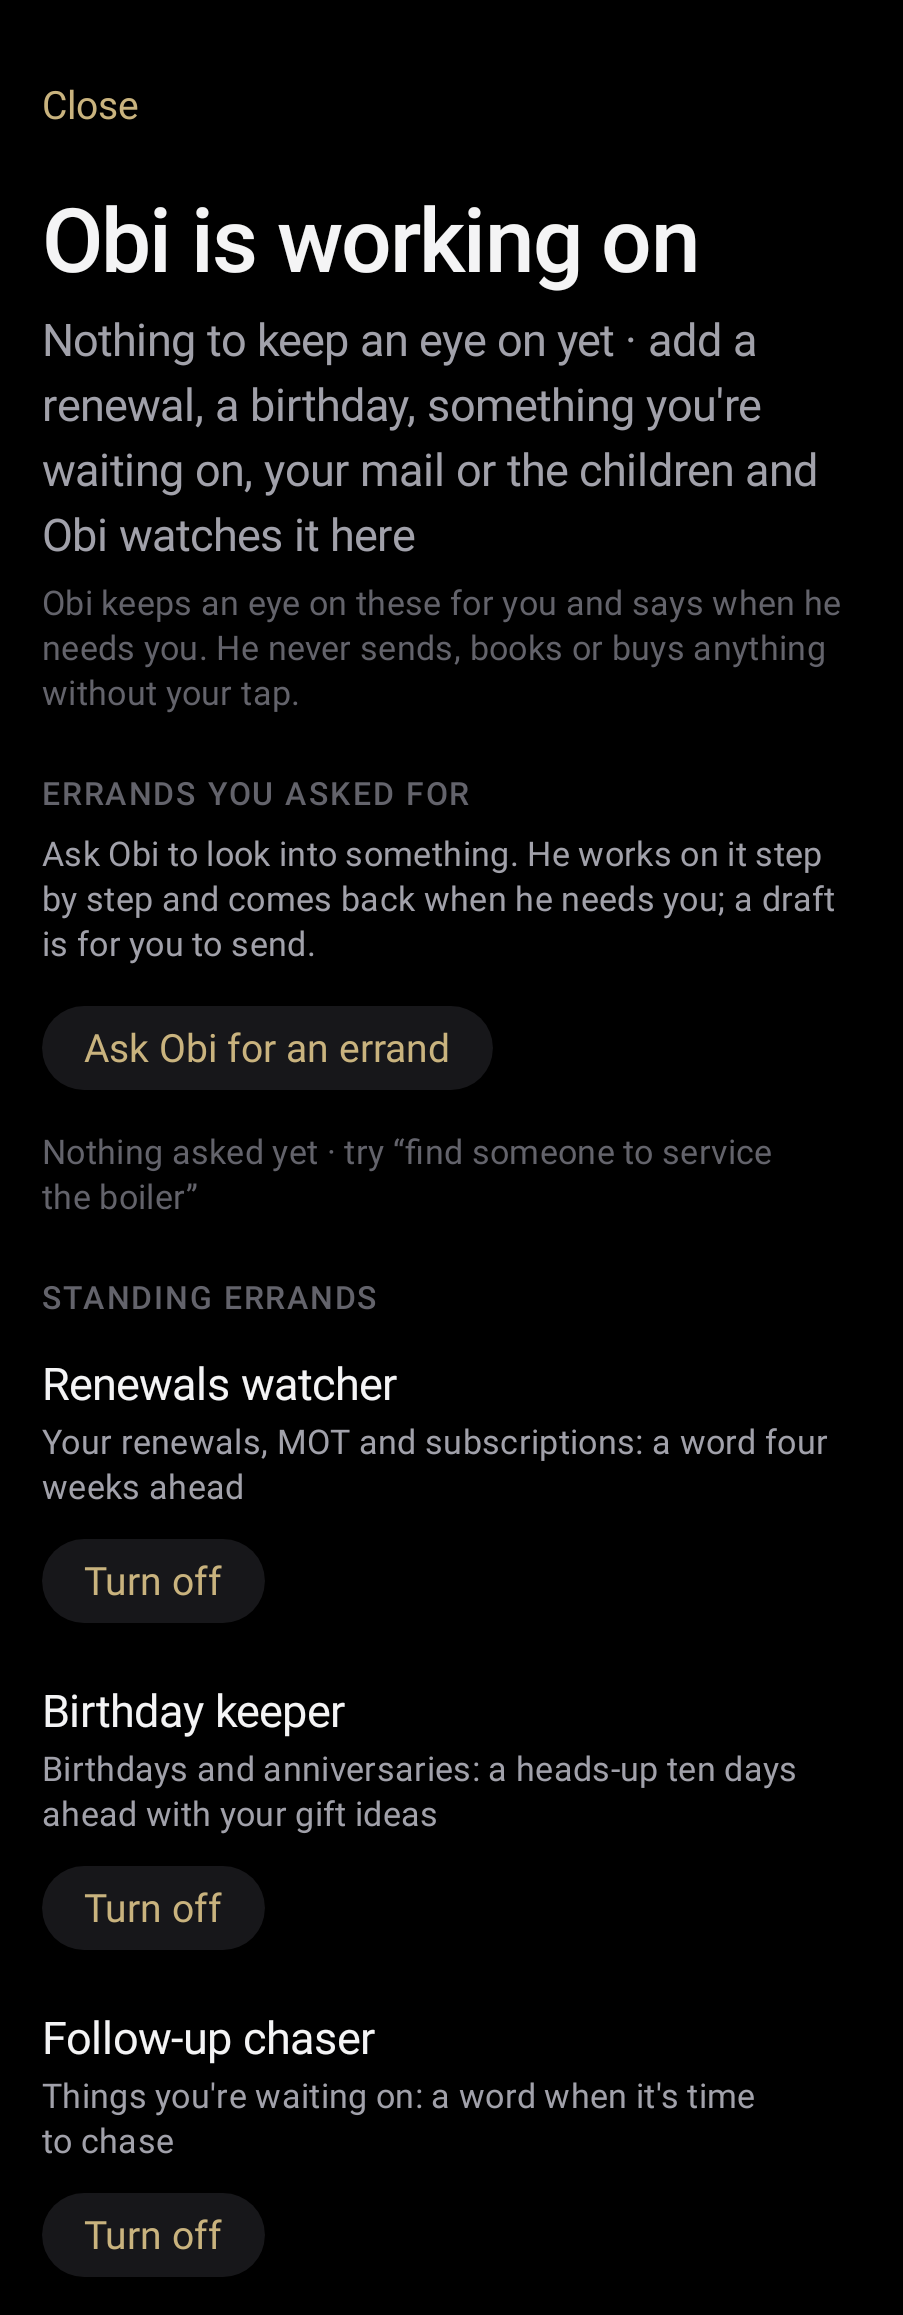 Close
Obi is working on
Nothing to keep an eye on yet · add a
renewal, a birthday, something you're
waiting on, your mail or the children and
Obi watches it here
Obi keeps an eye on these for you and says when he
needs you. He never sends, books or buys anything
without your tap.
ERRANDS YOU ASKED FOR
Ask Obi to look into something. He works on it step
by step and comes back when he needs you; a draft
is for you to send.
Ask Obi for an errand
Nothing asked yet · try “find someone to service
the boiler”
STANDING ERRANDS
Renewals watcher
Your renewals, MOT and subscriptions: a word four
weeks ahead
Turn off
Birthday keeper
Birthdays and anniversaries: a heads-up ten days
ahead with your gift ideas
Turn off
Follow-up chaser
Things you're waiting on: a word when it's time
to chase
Turn off